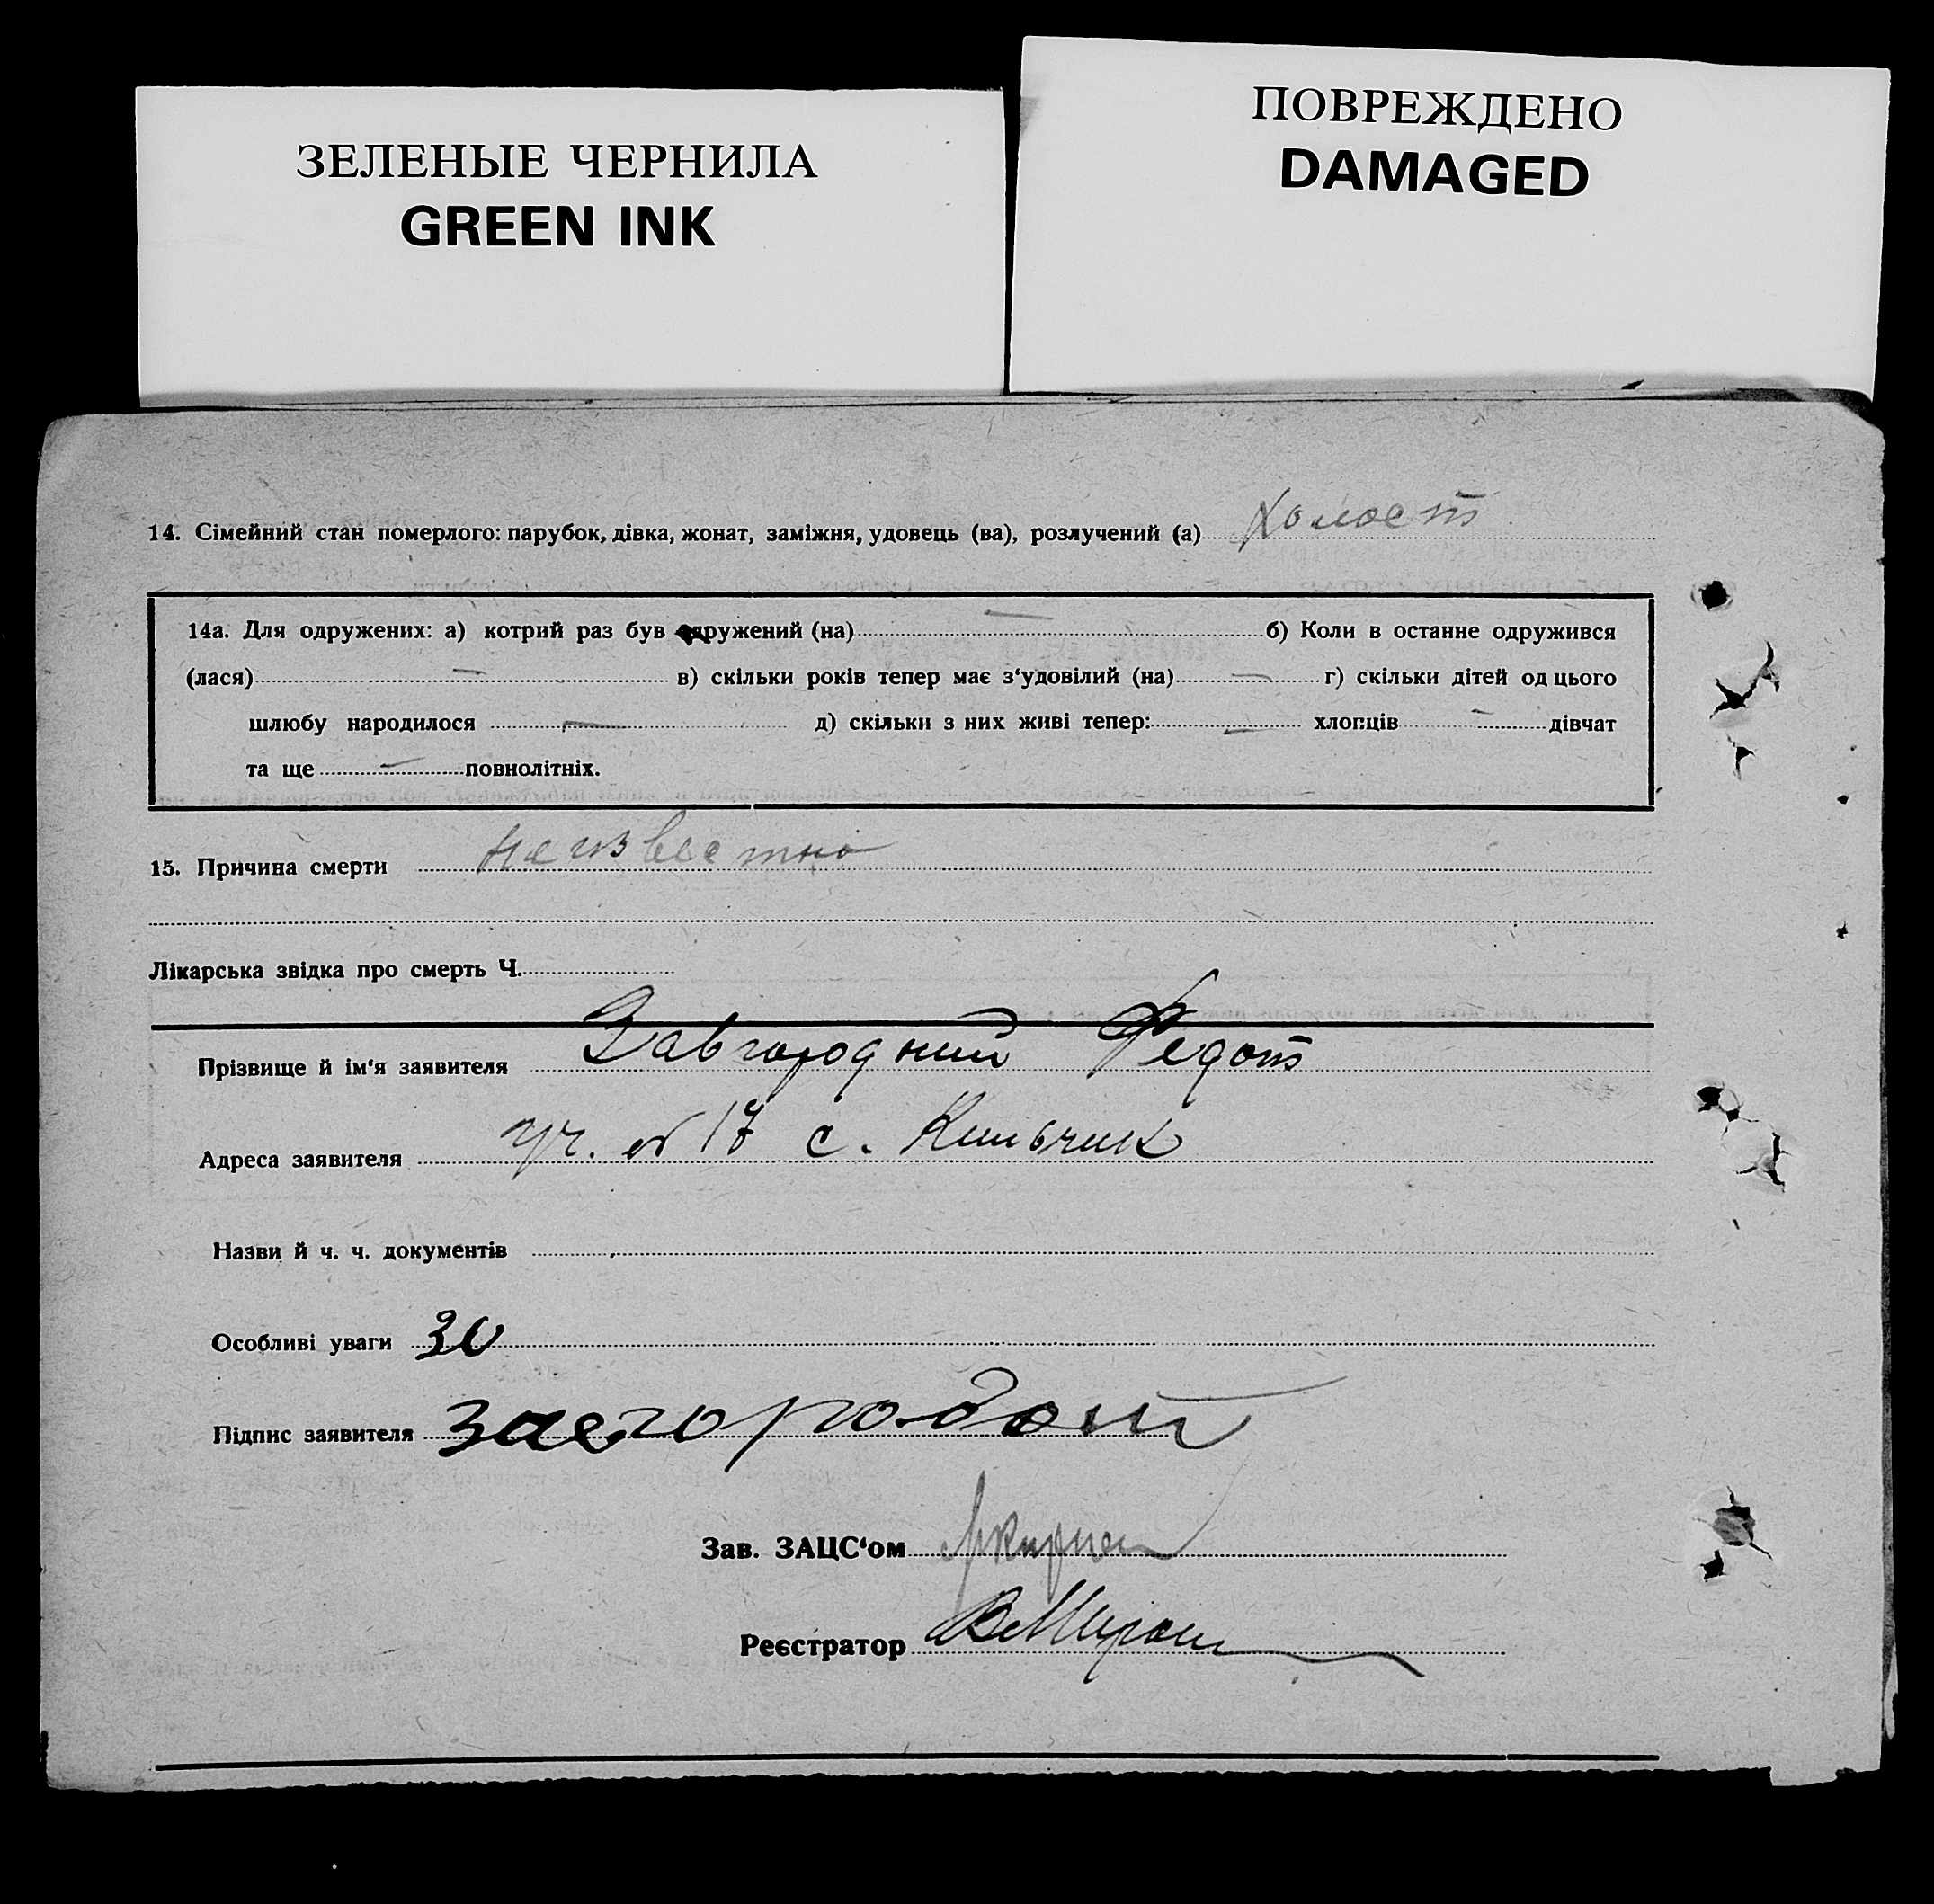 ЗЕЛЕНЫЕ ЧЕРНИЛА
GREEN INK
ПОВРЕЖДЕНО
DAMAGED
14. Сімейний стан померлого: парубок, дівка, жонат, заміжня, удовець (ва), розлучений (а) Холост
14а. Для одружених: а) котрий раз був одружений (на) — б) Коли в останне одружився
(лася) — в) скільки років тепер має з‘удовілий (на) — г) скільки дітей од цього
шлюбу народилося — д) скільки з них живі тепер: — хлопців — дівчат
та ще — повнолітніх.
15. Причина смерти неизвестно
Лікарська звідка про смерть Ч.
Прізвище й ім‘я заявителя Завгородний Федот
Адреса заявителя уч. № 17 с. Кильчик
Назви й ч. ч. документів
Особливі уваги 30
Підпис заявителя
Зав. ЗАЦС‘ом
Реєстратор